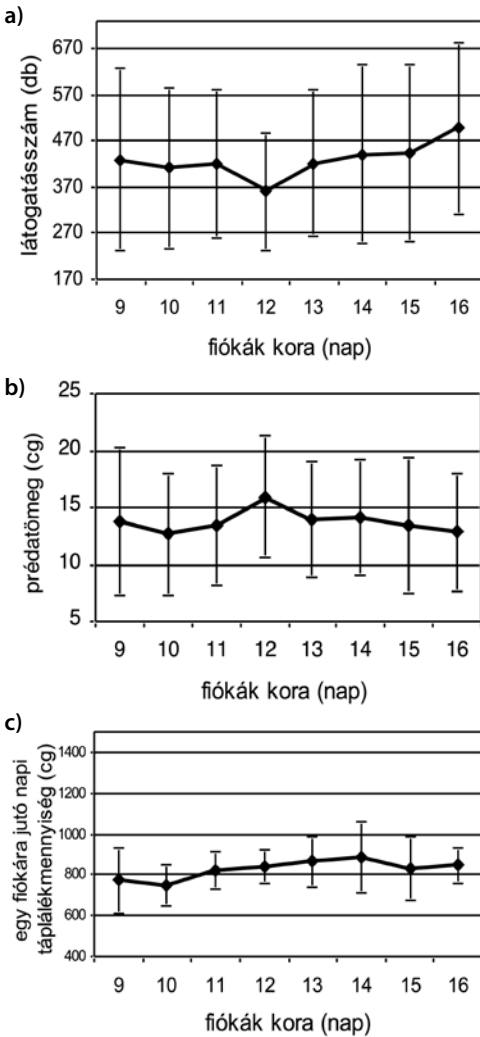 a)
látogatásszám (db)
670
570
470
370
270
170
9 10 11 12 13 14 15 16
fiókák kora (nap)
b)
prédatömeg (cg)
25
20
15
10
5
9 10 11 12 13 14 15 16
fiókák kora (nap)
c)
egy fiókára jutó napi
táplálékmennyiség (cg)
1400
1200
1000
800
600
400
9 10 11 12 13 14 15 16
fiókák kora (nap)